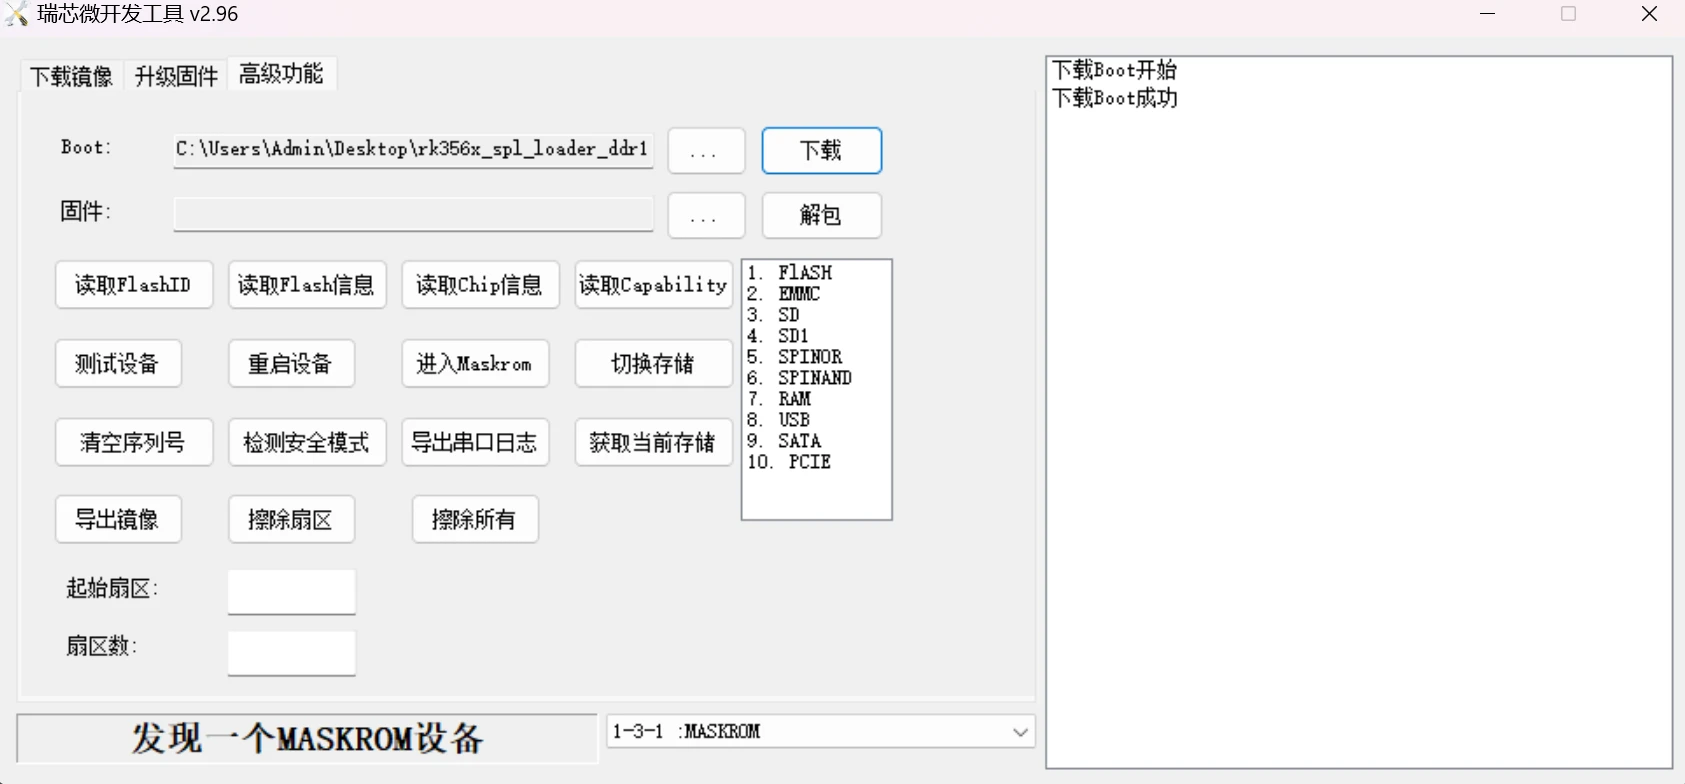 瑞芯微开发工具 v2.96
下载镜像 升级固件 高级功能
Boot: C:\Users\Admin\Desktop\rk356x_spl_loader_ddr1 ... 下载
固件: ... 解包
读取FlashID 读取Flash信息 读取Chip信息 读取Capability
测试设备 重启设备 进入Maskrom 切换存储
清空序列号 检测安全模式 导出串口日志 获取当前存储
导出镜像 擦除扇区 擦除所有
1. FlASH
2. EMMC
3. SD
4. SD1
5. SPINOR
6. SPINAND
7. RAM
8. USB
9. SATA
10. PCIE
起始扇区:
扇区数:
发现一个MASKROM设备 1-3-1 :MASKROM
下载Boot开始
下载Boot成功